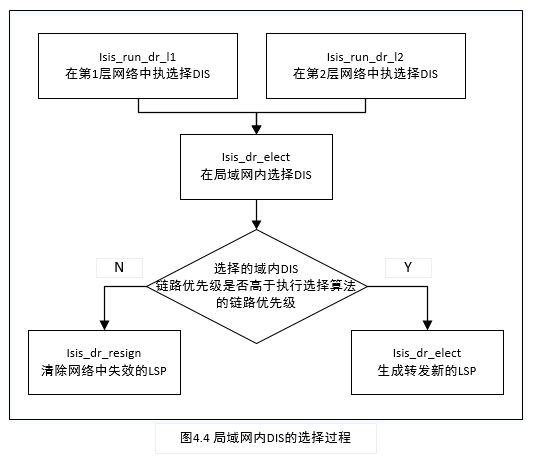 Isis_run_dr_l1
在第1层网络中执选择DIS
Isis_run_dr_l2
在第2层网络中执选择DIS
Isis_dr_elect
在局域网内选择DIS
选择的域内DIS
链路优先级是否高于执行选择算法
的链路优先级
N
Y
Isis_dr_resign
清除网络中失效的LSP
Isis_dr_elect
生成转发新的LSP
图4.4 局域网内DIS的选择过程